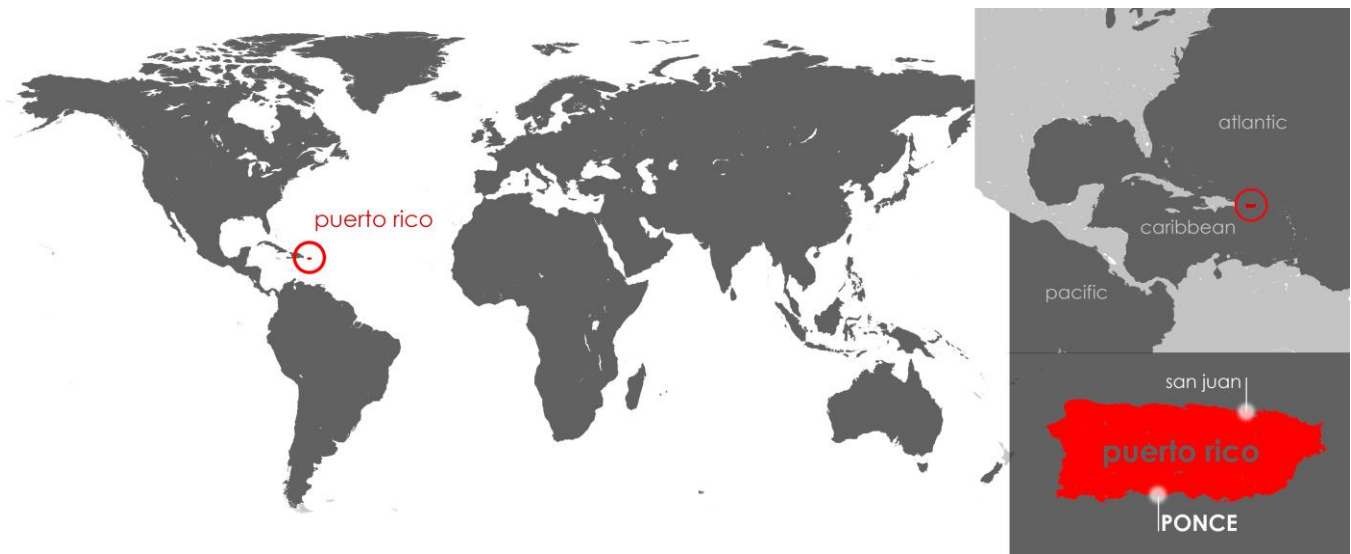 puerto rico
atlantic
caribbean
pacific
san juan
puerto rico
PONCE